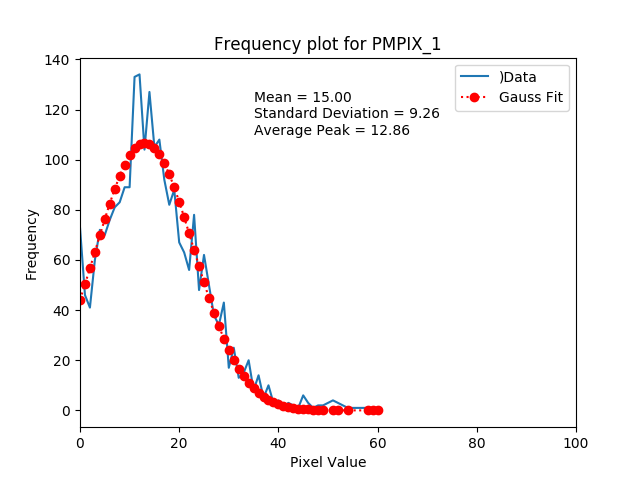 Frequency plot for PMPIX_1
)Data
Gauss Fit
Mean = 15.00
Standard Deviation = 9.26
Average Peak = 12.86
Frequency
140
120
100
80
60
40
20
0
0 20 40 60 80 100
Pixel Value